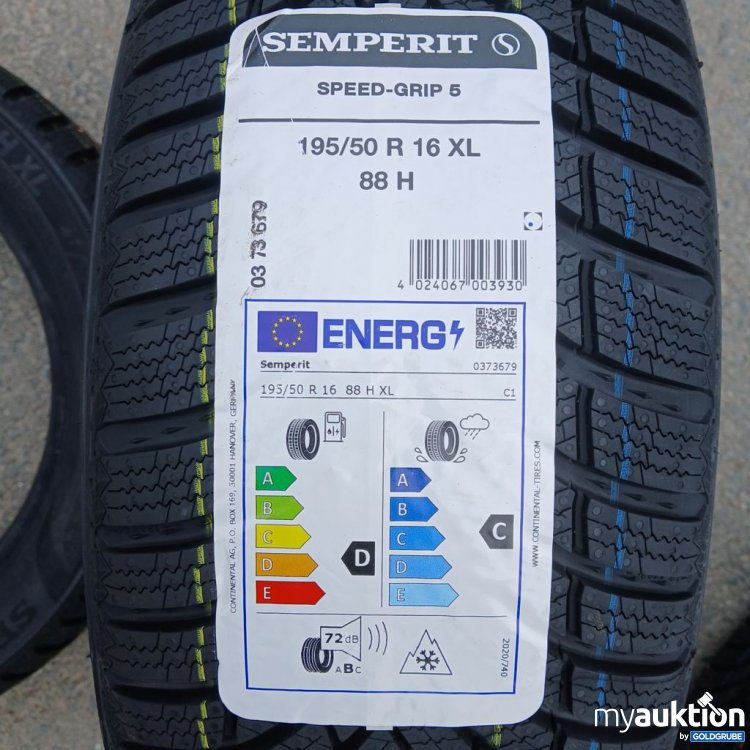 SEMPERIT S
SPEED-GRIP 5
195/50 R 16 XL
88 H
03 73 679
4 024067 003930
ENERG
Semperit
0373679
195/50 R 16 88 H XL
C1
A
B
C
D
E
D
A
B
C
D
E
C
72 dB
ABC
2020/740
CONTINENTAL AG, P.O. BOX 169, 30001 HANOVER, GERMANY
WWW.CONTINENTAL-TIRES.COM
myauktion
by GOLDGRUBE